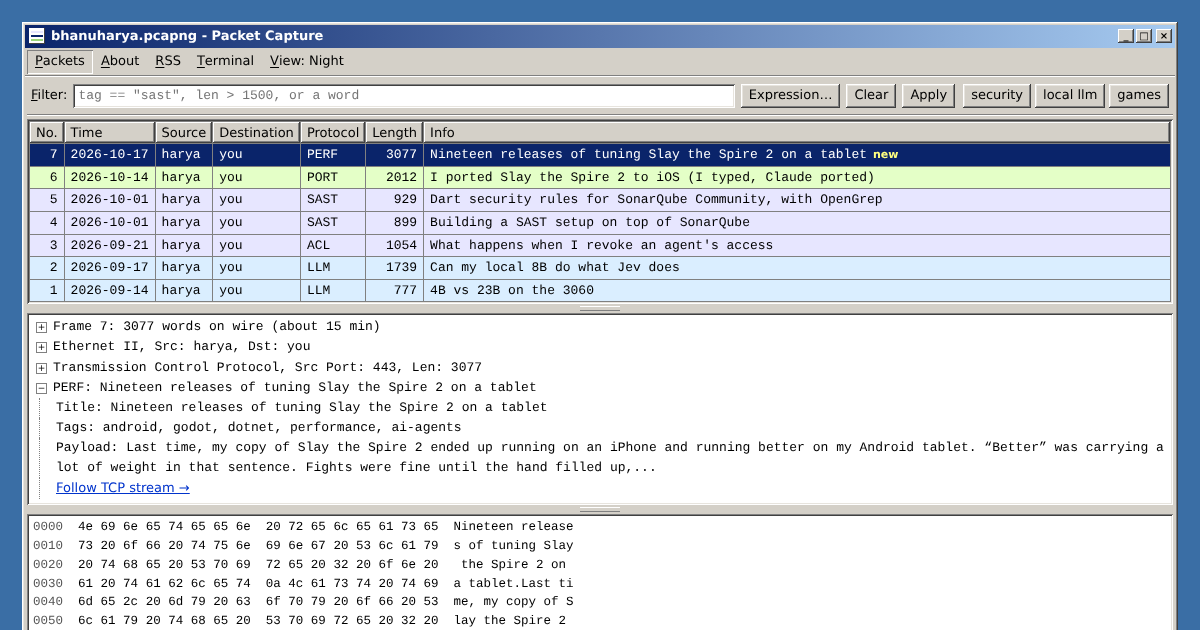 bhanuharya.pcapng - Packet Capture
Packets About RSS Terminal View: Night
Filter: tag == "sast", len > 1500, or a word Expression... Clear Apply security local llm games
No. Time Source Destination Protocol Length Info
7 2026-10-17 harya you PERF 3077 Nineteen releases of tuning Slay the Spire 2 on a tablet new
6 2026-10-14 harya you PORT 2012 I ported Slay the Spire 2 to iOS (I typed, Claude ported)
5 2026-10-01 harya you SAST 929 Dart security rules for SonarQube Community, with OpenGrep
4 2026-10-01 harya you SAST 899 Building a SAST setup on top of SonarQube
3 2026-09-21 harya you ACL 1054 What happens when I revoke an agent's access
2 2026-09-17 harya you LLM 1739 Can my local 8B do what Jev does
1 2026-09-14 harya you LLM 777 4B vs 23B on the 3060
Frame 7: 3077 words on wire (about 15 min)
Ethernet II, Src: harya, Dst: you
Transmission Control Protocol, Src Port: 443, Len: 3077
PERF: Nineteen releases of tuning Slay the Spire 2 on a tablet
Title: Nineteen releases of tuning Slay the Spire 2 on a tablet
Tags: android, godot, dotnet, performance, ai-agents
Payload: Last time, my copy of Slay the Spire 2 ended up running on an iPhone and running better on my Android tablet. “Better” was carrying a
lot of weight in that sentence. Fights were fine until the hand filled up,...
Follow TCP stream →
0000 4e 69 6e 65 74 65 65 6e 20 72 65 6c 65 61 73 65 Nineteen release
0010 73 20 6f 66 20 74 75 6e 69 6e 67 20 53 6c 61 79 s of tuning Slay
0020 20 74 68 65 20 53 70 69 72 65 20 32 20 6f 6e 20 the Spire 2 on
0030 61 20 74 61 62 6c 65 74 0a 4c 61 73 74 20 74 69 a tablet.Last ti
0040 6d 65 2c 20 6d 79 20 63 6f 70 79 20 6f 66 20 53 me, my copy of S
0050 6c 61 79 20 74 68 65 20 53 70 69 72 65 20 32 20 lay the Spire 2